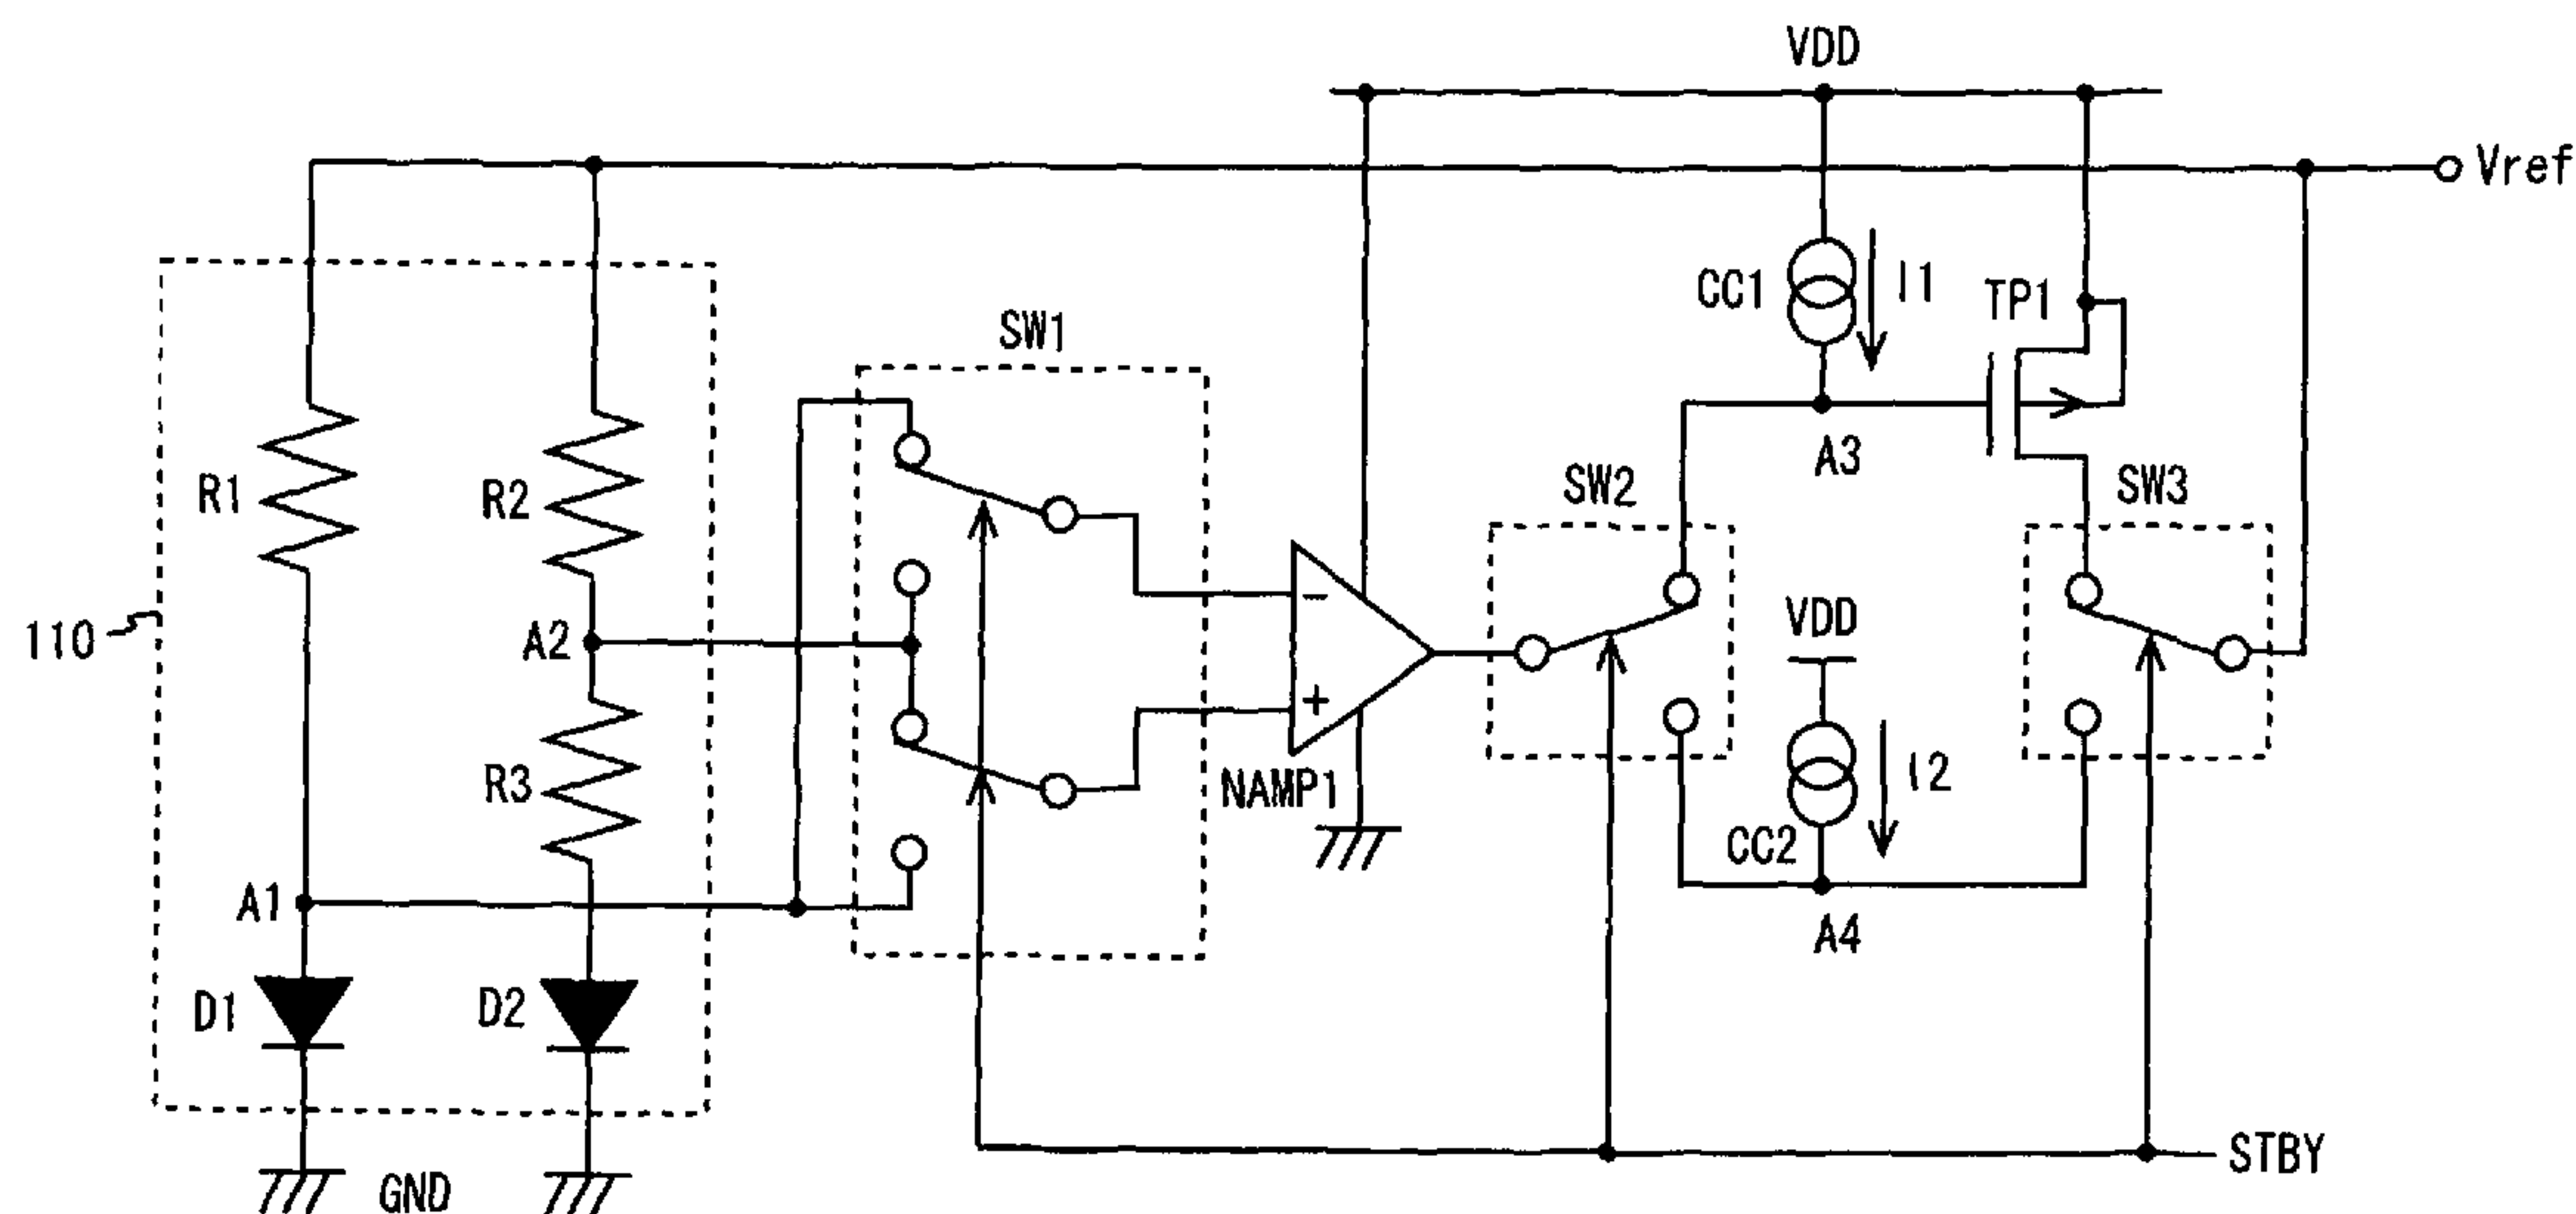 VDD
Vref
CC1
I1
TP1
SW1
A3
R1
R2
SW2
SW3
-
VDD
110
A2
+
R3
NAMP1
I2
CC2
A1
A4
D1
D2
STBY
GND